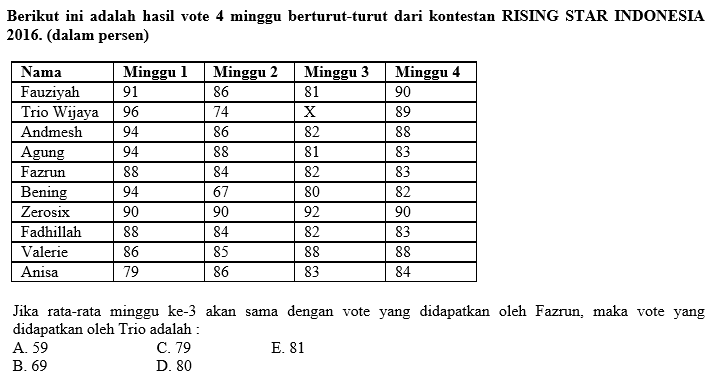 Berikut ini adalah hasil vote 4 minggu berturut-turut dari kontestan RISING STAR INDONESIA
2016. (dalam persen)
Nama Minggu 1 Minggu 2 Minggu 3 Minggu 4
Fauziyah 91 86 81 90
Trio Wijaya 96 74 X 89
Andmesh 94 86 82 88
Agung 94 88 81 83
Fazrun 88 84 82 83
Bening 94 67 80 82
Zerosix 90 90 92 90
Fadhillah 88 84 82 83
Valerie 86 85 88 88
Anisa 79 86 83 84
Jika rata-rata minggu ke-3 akan sama dengan vote yang didapatkan oleh Fazrun, maka vote yang
didapatkan oleh Trio adalah :
A. 59 C. 79 E. 81
B. 69 D. 80